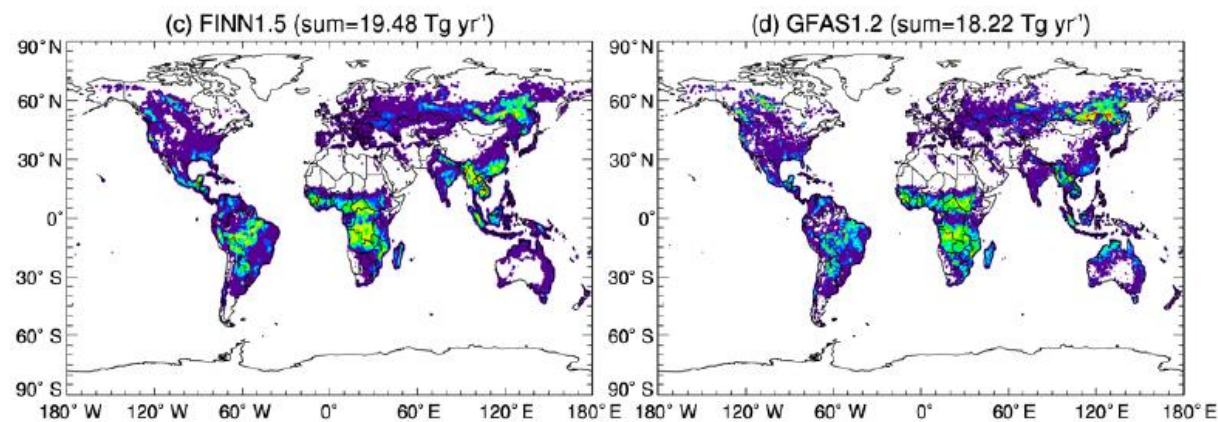 (c) FINN1.5 (sum=19.48 Tg yr⁻¹) (d) GFAS1.2 (sum=18.22 Tg yr⁻¹)
90° N 90° N
60° N 60° N
30° N 30° N
0° 0°
30° S 30° S
60° S 60° S
90° S 90° S
180° W 120° W 60° W 0° 60° E 120° E 180° E 180° W 120° W 60° W 0° 60° E 120° E 180° E